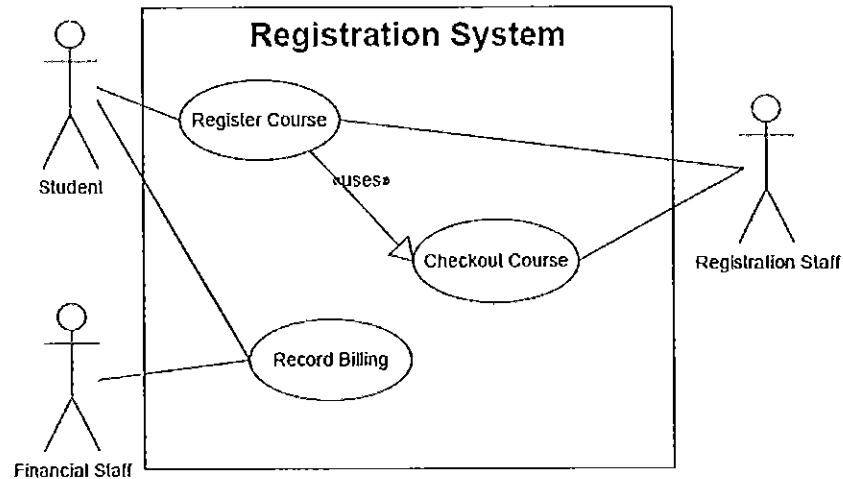 Registration System
Register Course
Student
«uses»
Checkout Course
Registration Staff
Record Billing
Financial Staff